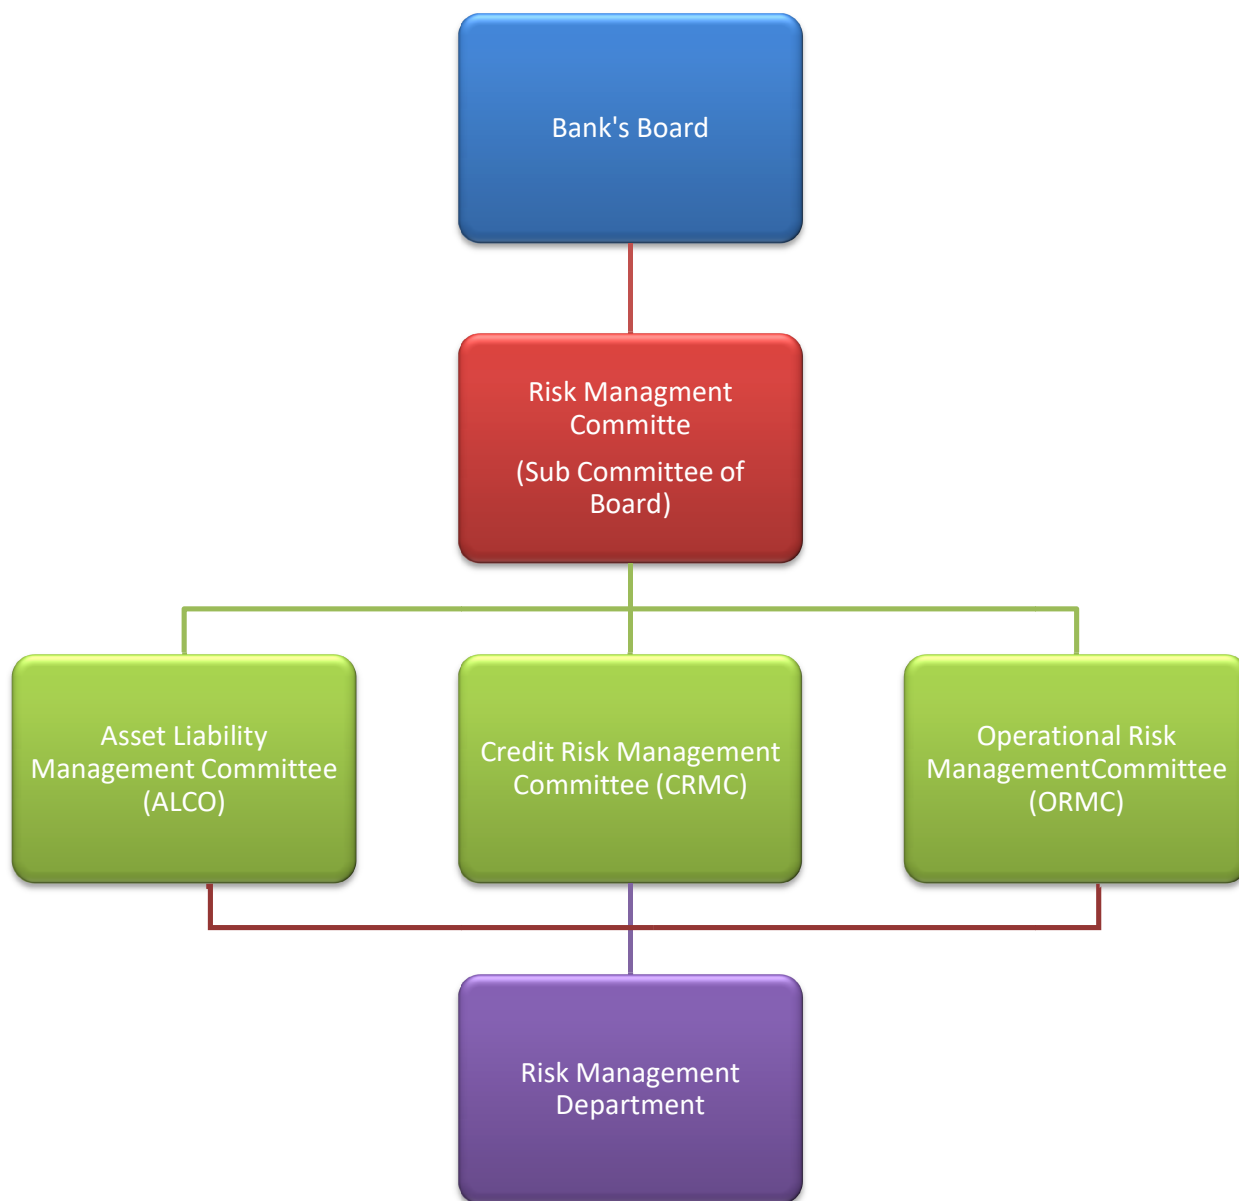 Bank's Board
Risk Managment
Committe
(Sub Committee of
Board)
Asset Liability
Management Committee
(ALCO)
Credit Risk Management
Committee (CRMC)
Operational Risk
ManagementCommittee
(ORMC)
Risk Management
Department